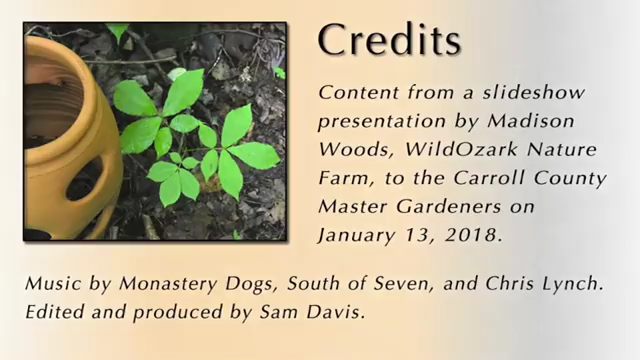 Credits
Content from a slideshow
presentation by Madison
Woods, WildOzark Nature
Farm, to the Carroll County
Master Gardeners on
January 13, 2018.
Music by Monastery Dogs, South of Seven, and Chris Lynch.
Edited and produced by Sam Davis.